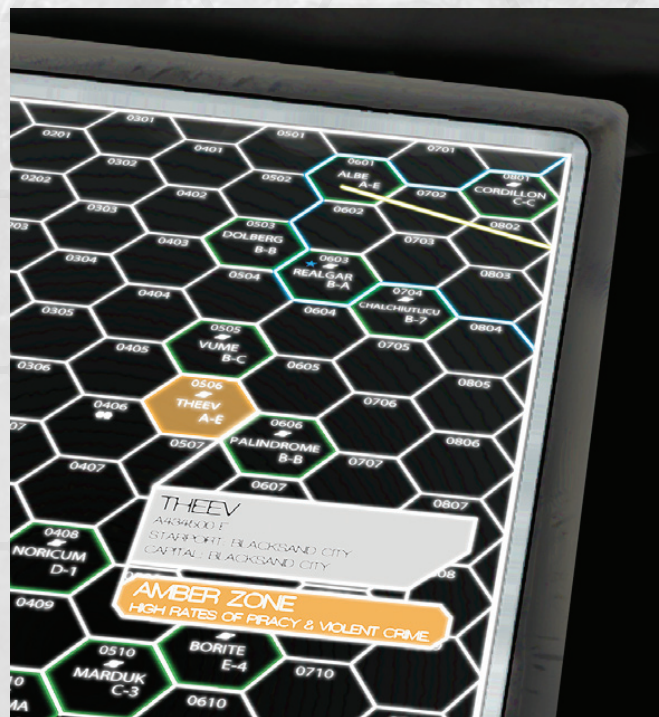 0301
0501
0701
0201
0401
0601
ALBE
A-E
0801
CORDILLON
C-C
0302
0502
0702
0202
0402
0602
0802
0303
0503
DOLBERG
B-B
0703
0403
0603
REALGAR
B-A
0803
0304
0504
0704
CHALCHIUTLICU
B-7
0404
0604
0804
0305
0505
VUME
B-C
0705
0405
0605
0805
0306
0506
THEEV
A-E
0706
0406
0606
PALINDROME
B-B
0806
0507
0707
0407
0607
0807
THEEV
STARPORT: BLACKSAND CITY
CAPITAL: BLACKSAND CITY
0408
NORICUM
D-1
AMBER ZONE
HIGH RATES OF PIRACY & VIOLENT CRIME
0409
0510
MARDUK
C-3
BORITE
E-4
0710
0610